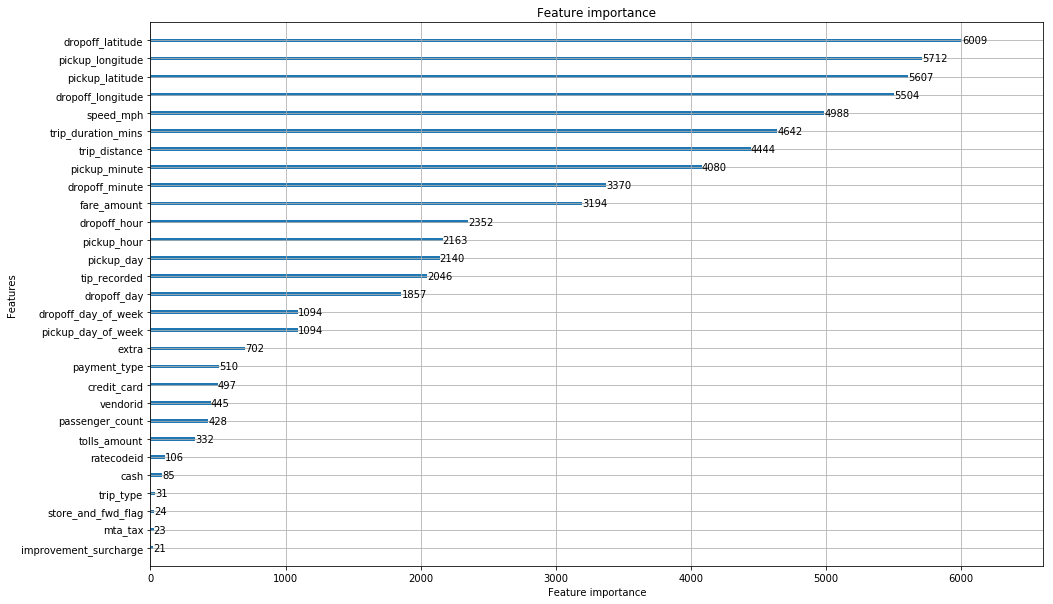 Feature importance
dropoff_latitude 6009
pickup_longitude 5712
pickup_latitude 5607
dropoff_longitude 5504
speed_mph 4988
trip_duration_mins 4642
trip_distance 4444
pickup_minute 4080
dropoff_minute 3370
fare_amount 3194
dropoff_hour 2352
pickup_hour 2163
pickup_day 2140
tip_recorded 2046
dropoff_day 1857
dropoff_day_of_week 1094
pickup_day_of_week 1094
extra 702
payment_type 510
credit_card 497
vendorid 445
passenger_count 428
tolls_amount 332
ratecodeid 106
cash 85
trip_type 31
store_and_fwd_flag 24
mta_tax 23
improvement_surcharge 21
Features
0 1000 2000 3000 4000 5000 6000
Feature importance